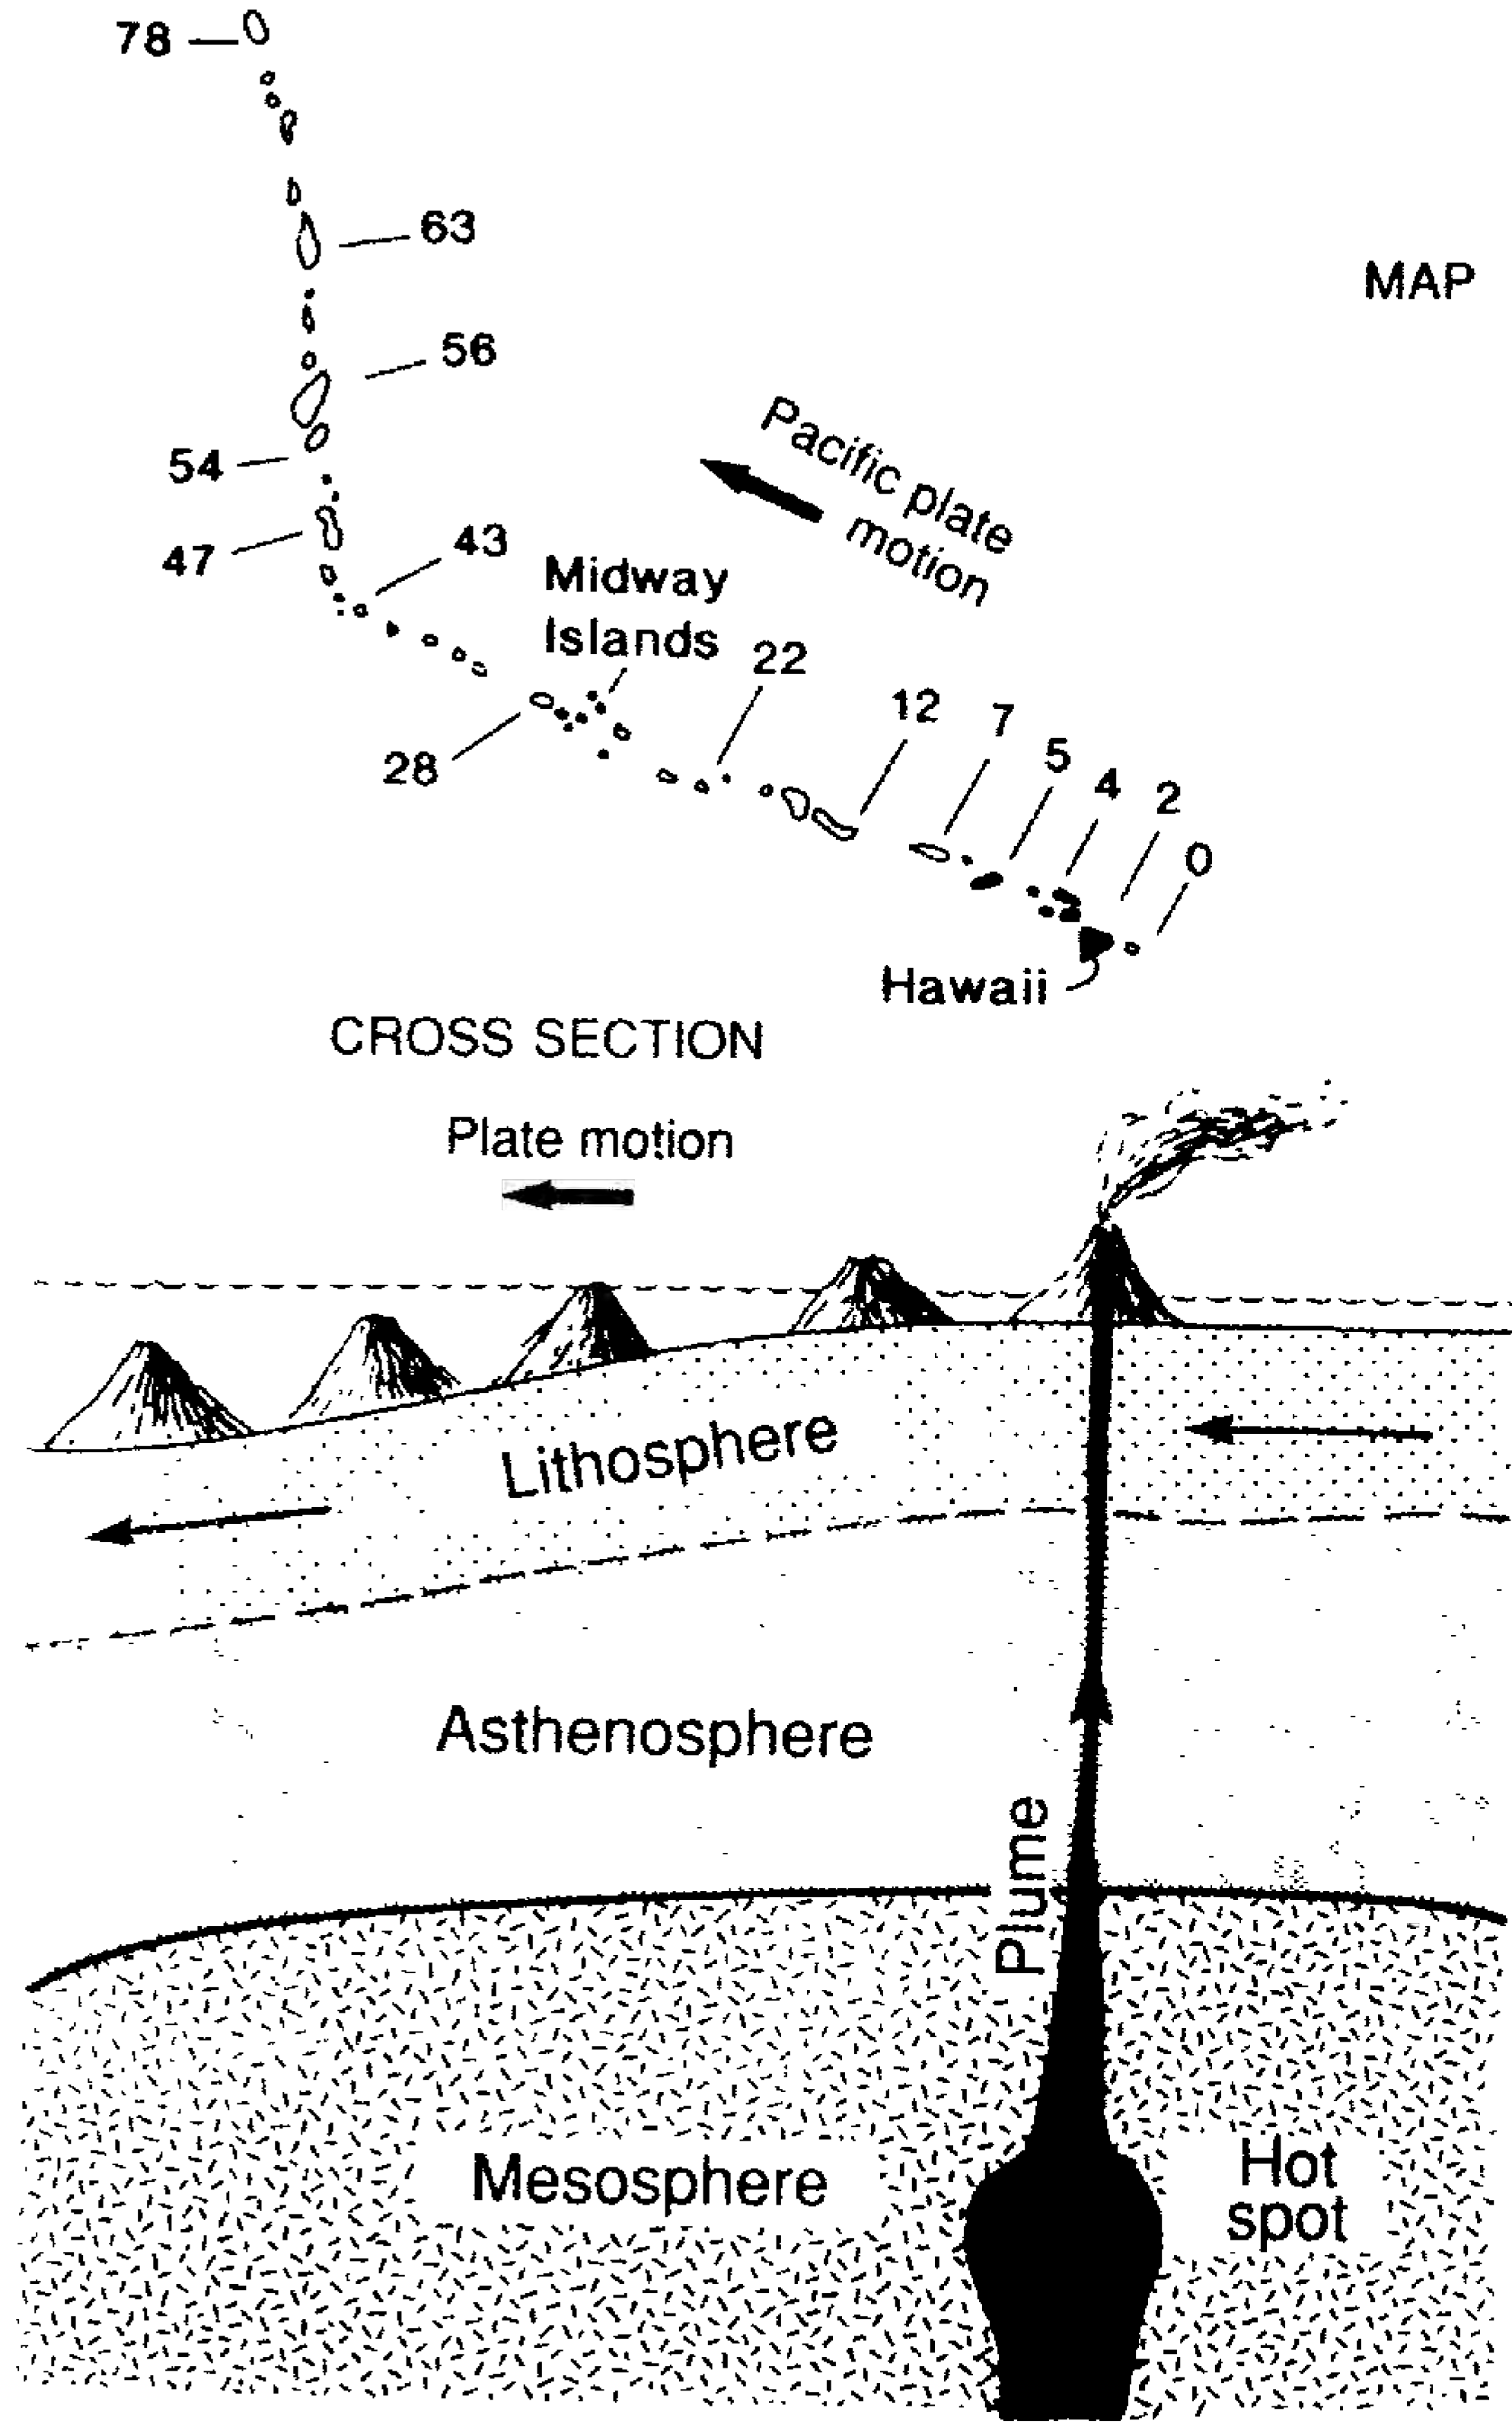 78
63
MAP
56
Pacific plate
motion
54
47
43
Midway
Islands
22
28
12
7
5
4
2
0
Hawaii
CROSS SECTION
Plate motion
Lithosphere
Asthenosphere
Plume
Mesosphere
Hot
spot